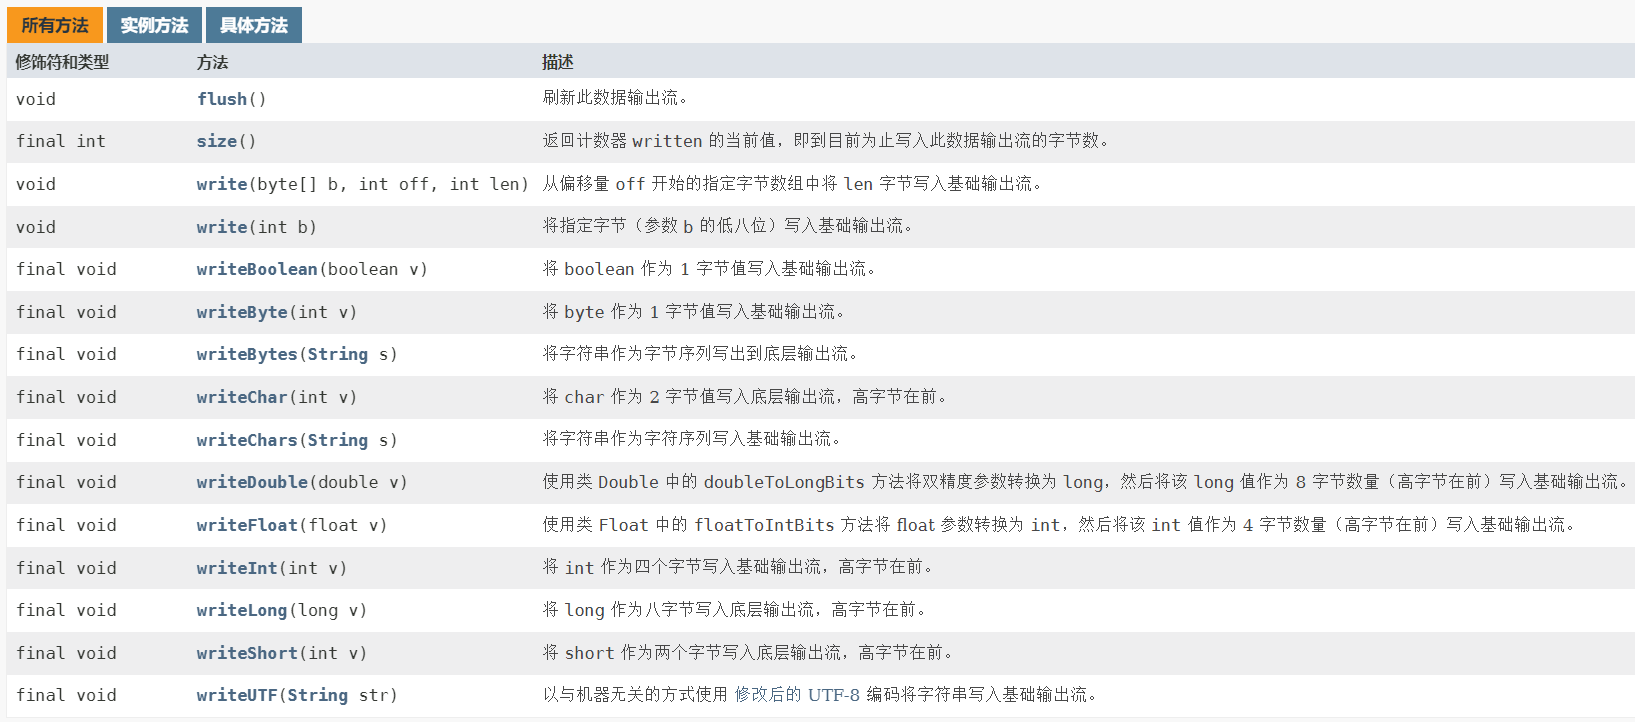 所有方法 实例方法 具体方法
修饰符和类型 方法 描述
void flush() 刷新此数据输出流。
final int size() 返回计数器 written 的当前值，即到目前为止写入此数据输出流的字节数。
void write(byte[] b, int off, int len) 从偏移量 off 开始的指定字节数组中将 len 字节写入基础输出流。
void write(int b) 将指定字节（参数 b 的低八位）写入基础输出流。
final void writeBoolean(boolean v) 将 boolean 作为 1 字节值写入基础输出流。
final void writeByte(int v) 将 byte 作为 1 字节值写入基础输出流。
final void writeBytes(String s) 将字符串作为字节序列写出到底层输出流。
final void writeChar(int v) 将 char 作为 2 字节值写入底层输出流，高字节在前。
final void writeChars(String s) 将字符串作为字符序列写入基础输出流。
final void writeDouble(double v) 使用类 Double 中的 doubleToLongBits 方法将双精度参数转换为 long，然后将该 long 值作为 8 字节数量（高字节在前）写入基础输出流。
final void writeFloat(float v) 使用类 Float 中的 floatToIntBits 方法将 float 参数转换为 int，然后将该 int 值作为 4 字节数量（高字节在前）写入基础输出流。
final void writeInt(int v) 将 int 作为四个字节写入基础输出流，高字节在前。
final void writeLong(long v) 将 long 作为八字节写入底层输出流，高字节在前。
final void writeShort(int v) 将 short 作为两个字节写入底层输出流，高字节在前。
final void writeUTF(String str) 以与机器无关的方式使用 修改后的 UTF-8 编码将字符串写入基础输出流。